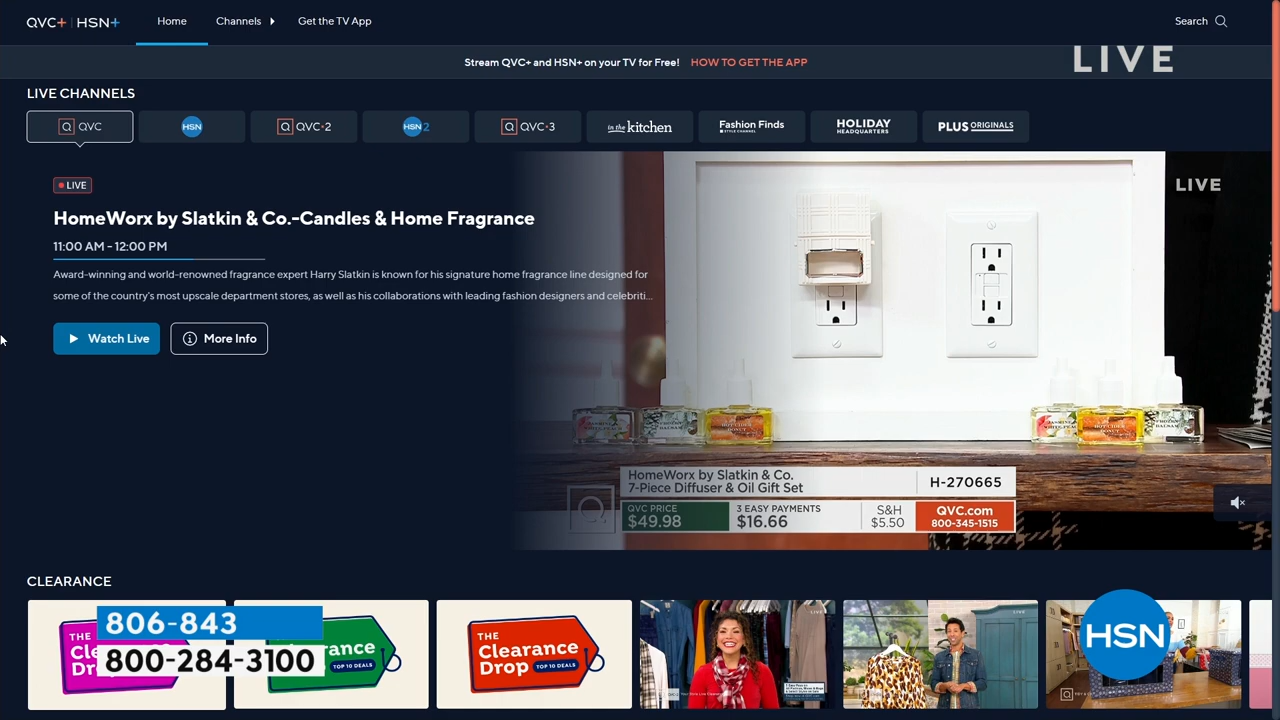 QVC+ | HSN+
Home
Channels
Get the TV App
Search
Stream QVC+ and HSN+ on your TV for Free! HOW TO GET THE APP
LIVE
LIVE CHANNELS
QVC
HSN
QVC•2
HSN 2
QVC•3
in the kitchen
Fashion Finds
STYLE CHANNEL
HOLIDAY
HEADQUARTERS
PLUS ORIGINALS
LIVE
LIVE
HomeWorx by Slatkin & Co.-Candles & Home Fragrance
11:00 AM - 12:00 PM
Award-winning and world-renowned fragrance expert Harry Slatkin is known for his signature home fragrance line designed for
some of the country's most upscale department stores, as well as his collaborations with leading fashion designers and celebriti...
Watch Live
More Info
HomeWorx by Slatkin & Co.
7-Piece Diffuser & Oil Gift Set
H-270665
QVC PRICE
$49.98
3 EASY PAYMENTS
$16.66
S&H
$5.50
QVC.com
800-345-1515
CLEARANCE
806-843
800-284-3100
THE
Clearance
Drop TOP 10 DEALS
HSN